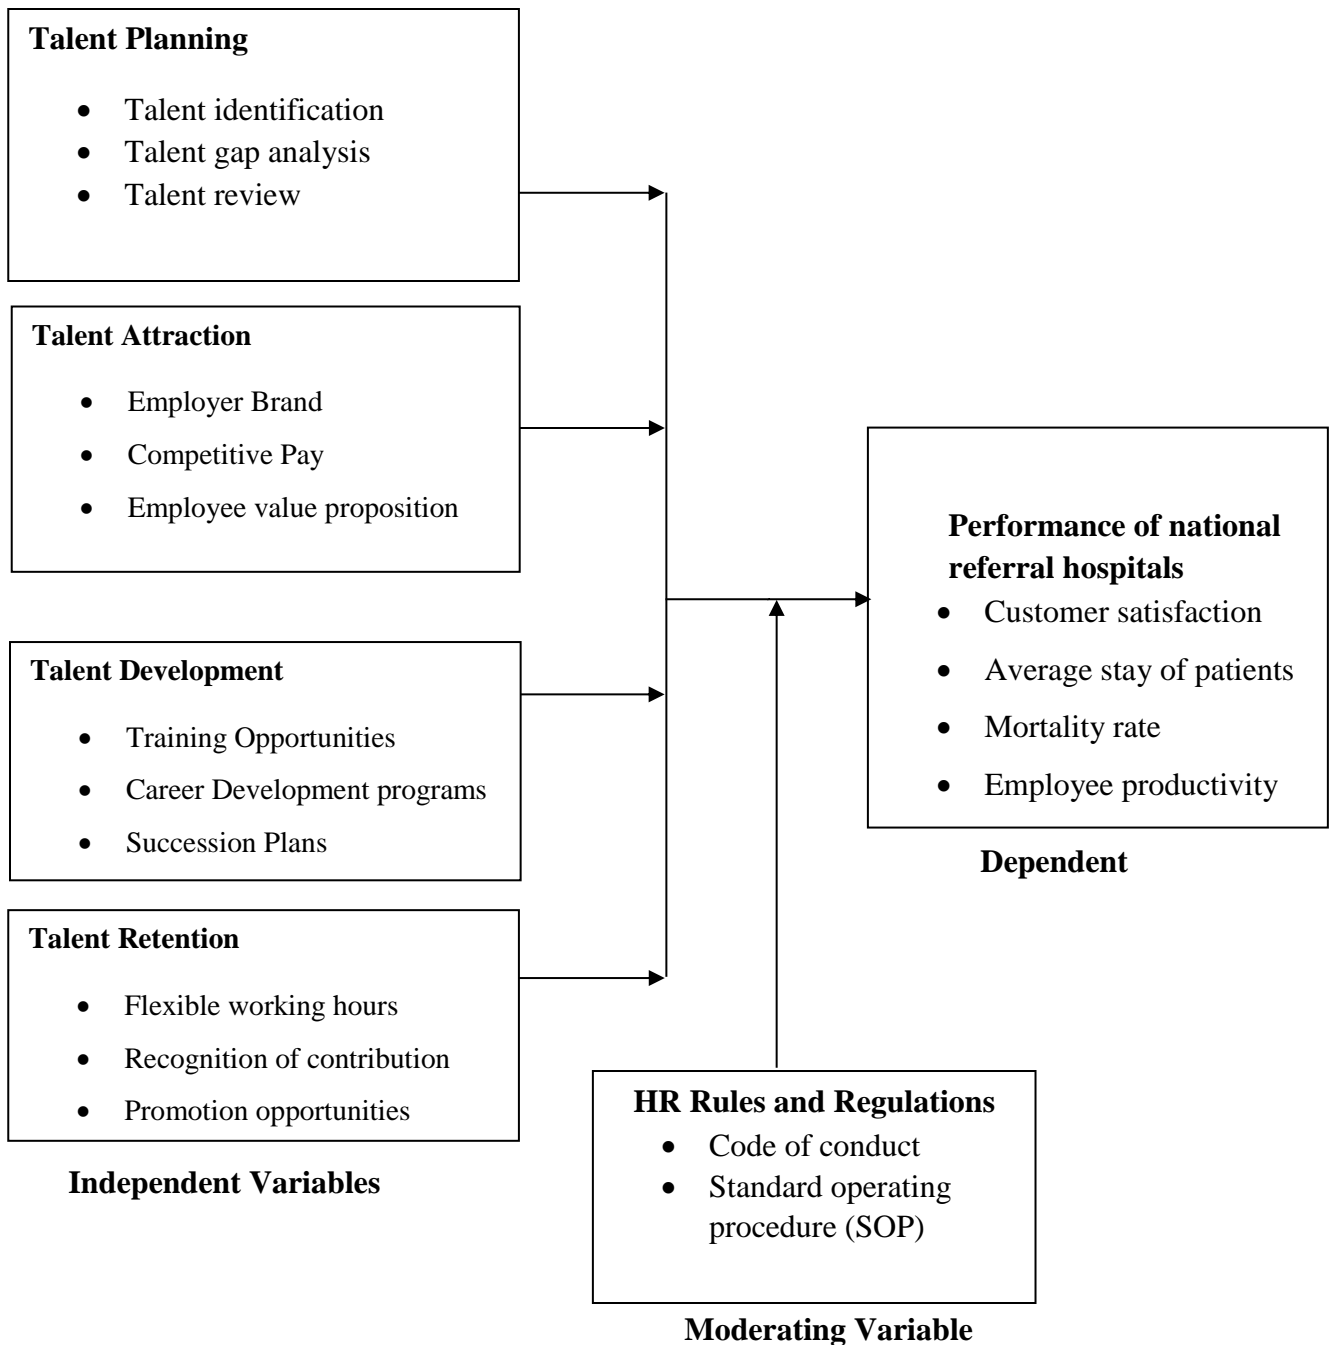 Talent Planning
• Talent identification
• Talent gap analysis
• Talent review
Talent Attraction
• Employer Brand
• Competitive Pay
• Employee value proposition
Talent Development
• Training Opportunities
• Career Development programs
• Succession Plans
Talent Retention
• Flexible working hours
• Recognition of contribution
• Promotion opportunities
Independent Variables
Performance of national
referral hospitals
• Customer satisfaction
• Average stay of patients
• Mortality rate
• Employee productivity
Dependent
HR Rules and Regulations
• Code of conduct
• Standard operating
procedure (SOP)
Moderating Variable